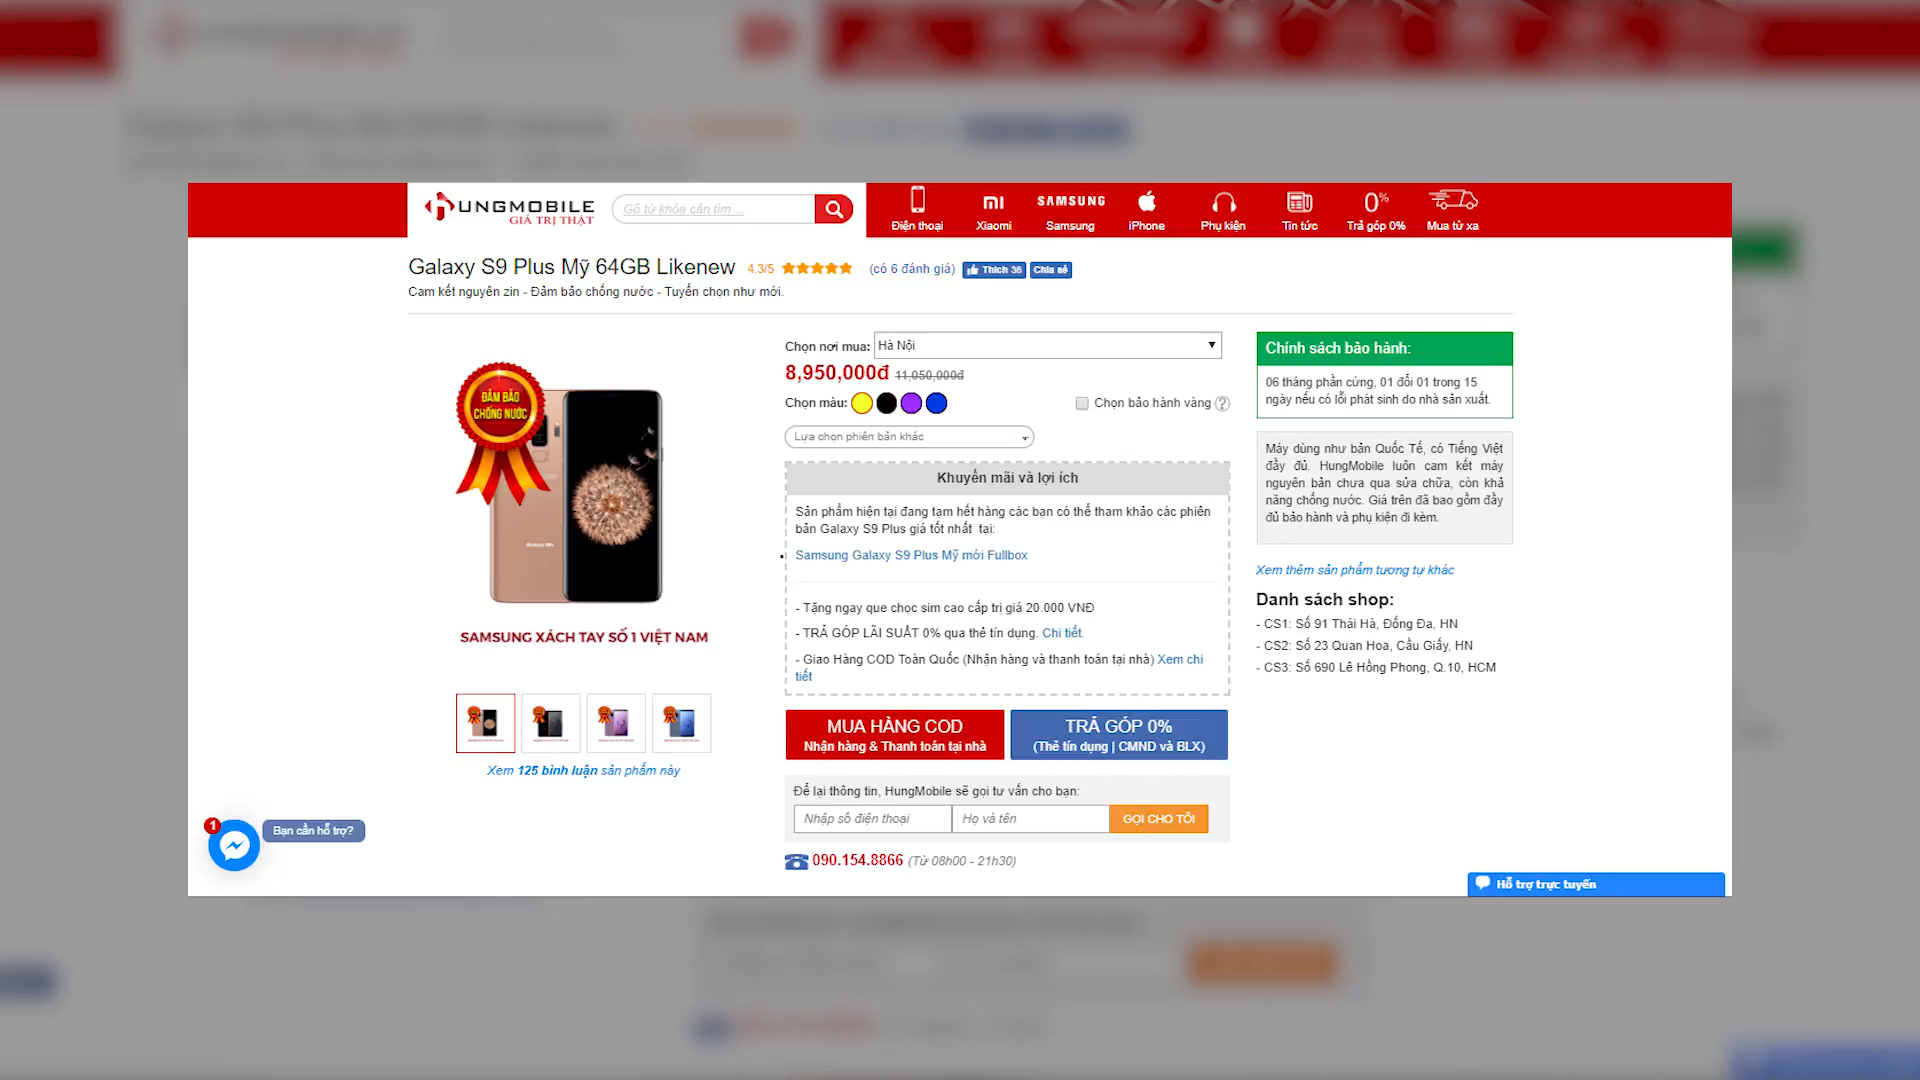 HUNGMOBILE
GIÁ TRỊ THẬT
Gõ từ khóa cần tìm ...
Điện thoại
mi
Xiaomi
SAMSUNG
Samsung
iPhone
Phụ kiện
Tin tức
0%
Trả góp 0%
Mua từ xa
Galaxy S9 Plus Mỹ 64GB Likenew
4.3/5
(có 6 đánh giá)
Thích 36
Chia sẻ
Cam kết nguyên zin - Đảm bảo chống nước - Tuyển chọn như mới.
ĐẢM BẢO
CHỐNG NƯỚC
SAMSUNG XÁCH TAY SỐ 1 VIỆT NAM
Xem 125 bình luận sản phẩm này
Chọn nơi mua:
Hà Nội
8,950,000đ 11,050,000đ
Chọn màu:
Chọn bảo hành vàng ?
Lựa chọn phiên bản khác
Khuyến mãi và lợi ích
Sản phẩm hiện tại đang tạm hết hàng các bạn có thể tham khảo các phiên
bản Galaxy S9 Plus giá tốt nhất tại:
Samsung Galaxy S9 Plus Mỹ mới Fullbox
- Tặng ngay que chọc sim cao cấp trị giá 20.000 VNĐ
- TRẢ GÓP LÃI SUẤT 0% qua thẻ tín dụng. Chi tiết.
- Giao Hàng COD Toàn Quốc (Nhận hàng và thanh toán tại nhà) Xem chi
tiết
MUA HÀNG COD
Nhận hàng & Thanh toán tại nhà
TRẢ GÓP 0%
(Thẻ tín dụng | CMND và BLX)
Để lại thông tin, HungMobile sẽ gọi tư vấn cho bạn:
Nhập số điện thoại
Họ và tên
GỌI CHO TÔI
090.154.8866 (Từ 08h00 - 21h30)
Chính sách bảo hành:
06 tháng phần cứng, 01 đổi 01 trong 15
ngày nếu có lỗi phát sinh do nhà sản xuất.
Máy dùng như bản Quốc Tế, có Tiếng Việt
đầy đủ. HungMobile luôn cam kết máy
nguyên bản chưa qua sửa chữa, còn khả
năng chống nước. Giá trên đã bao gồm đầy
đủ bảo hành và phụ kiện đi kèm.
Xem thêm sản phẩm tương tự khác
Danh sách shop:
- CS1: Số 91 Thái Hà, Đống Đa, HN
- CS2: Số 23 Quan Hoa, Cầu Giấy, HN
- CS3: Số 690 Lê Hồng Phong, Q.10, HCM
1
Bạn cần hỗ trợ?
Hỗ trợ trực tuyến